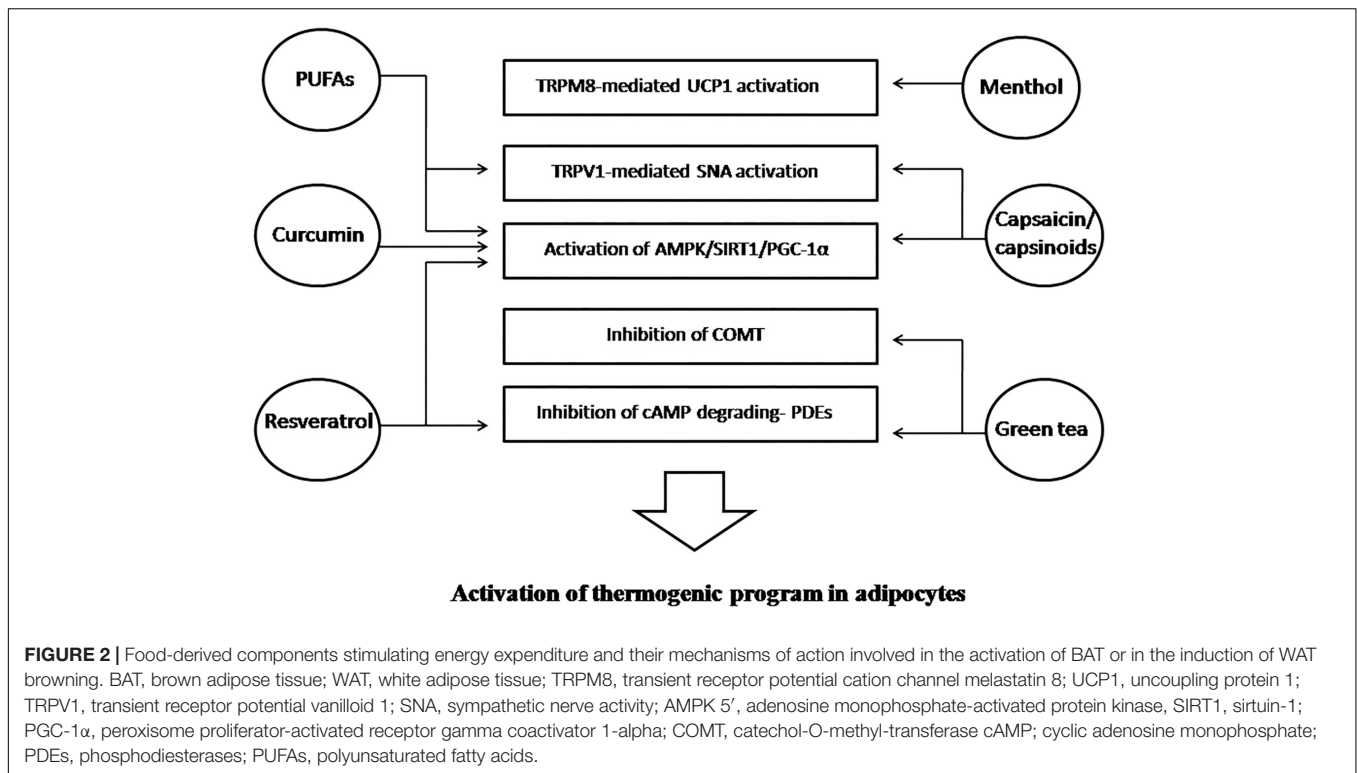 PUFAs
TRPM8-mediated UCP1 activation
Menthol
TRPV1-mediated SNA activation
Curcumin
Capsaicin/
capsinoids
Activation of AMPK/SIRT1/PGC-1α
Inhibition of COMT
Resveratrol
Inhibition of cAMP degrading- PDEs
Green tea
Activation of thermogenic program in adipocytes
FIGURE 2 | Food-derived components stimulating energy expenditure and their mechanisms of action involved in the activation of BAT or in the induction of WAT
browning. BAT, brown adipose tissue; WAT, white adipose tissue; TRPM8, transient receptor potential cation channel melastatin 8; UCP1, uncoupling protein 1;
TRPV1, transient receptor potential vanilloid 1; SNA, sympathetic nerve activity; AMPK 5′, adenosine monophosphate-activated protein kinase, SIRT1, sirtuin-1;
PGC-1α, peroxisome proliferator-activated receptor gamma coactivator 1-alpha; COMT, catechol-O-methyl-transferase cAMP; cyclic adenosine monophosphate;
PDEs, phosphodiesterases; PUFAs, polyunsaturated fatty acids.